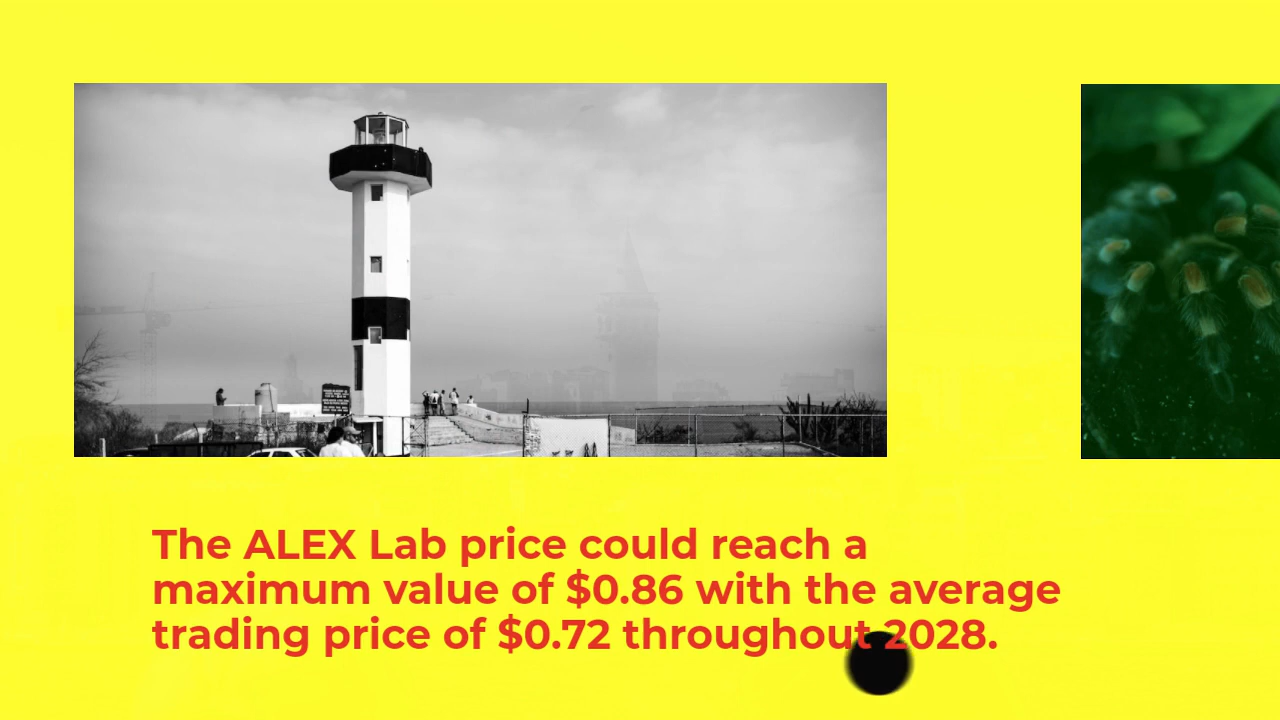 The ALEX Lab price could reach a
maximum value of $0.86 with the average
trading price of $0.72 throughout 2028.